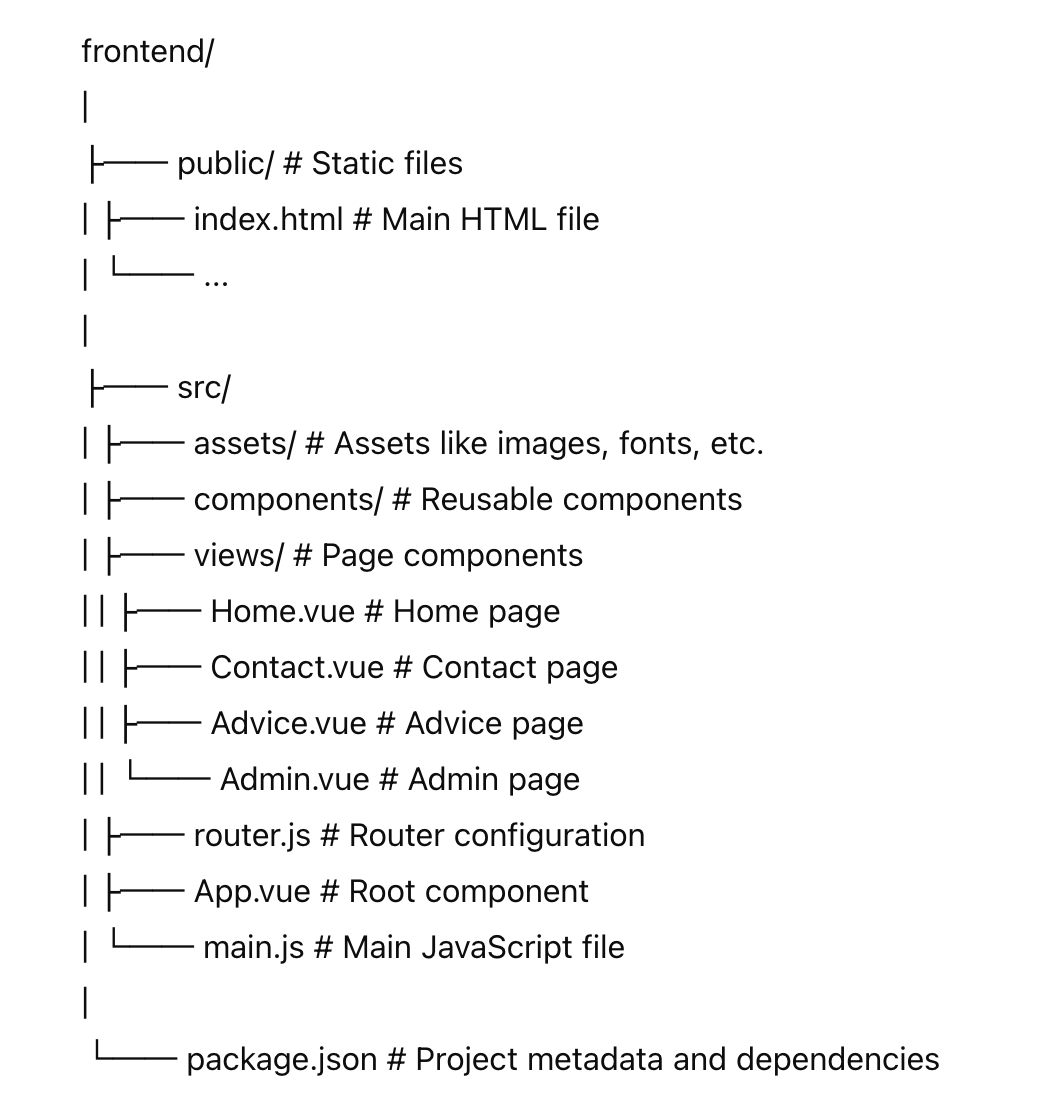 frontend/
|
├── public/ # Static files
| ├── index.html # Main HTML file
| └── ...
|
├── src/
| ├── assets/ # Assets like images, fonts, etc.
| ├── components/ # Reusable components
| ├── views/ # Page components
| | ├── Home.vue # Home page
| | ├── Contact.vue # Contact page
| | ├── Advice.vue # Advice page
| | └── Admin.vue # Admin page
| ├── router.js # Router configuration
| ├── App.vue # Root component
| └── main.js # Main JavaScript file
|
└── package.json # Project metadata and dependencies